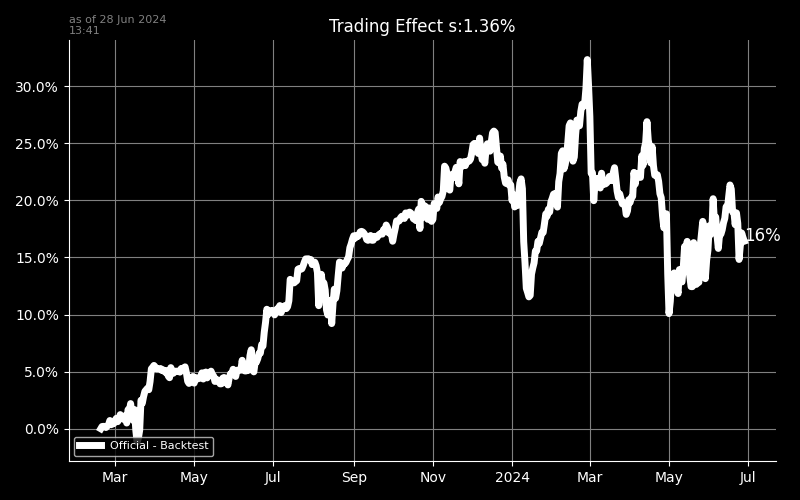 as of 28 Jun 2024
13:41
Trading Effect s:1.36%
30.0%
25.0%
20.0%
15.0%
10.0%
5.0%
0.0%
16%
Official - Backtest
Mar May Jul Sep Nov 2024 Mar May Jul